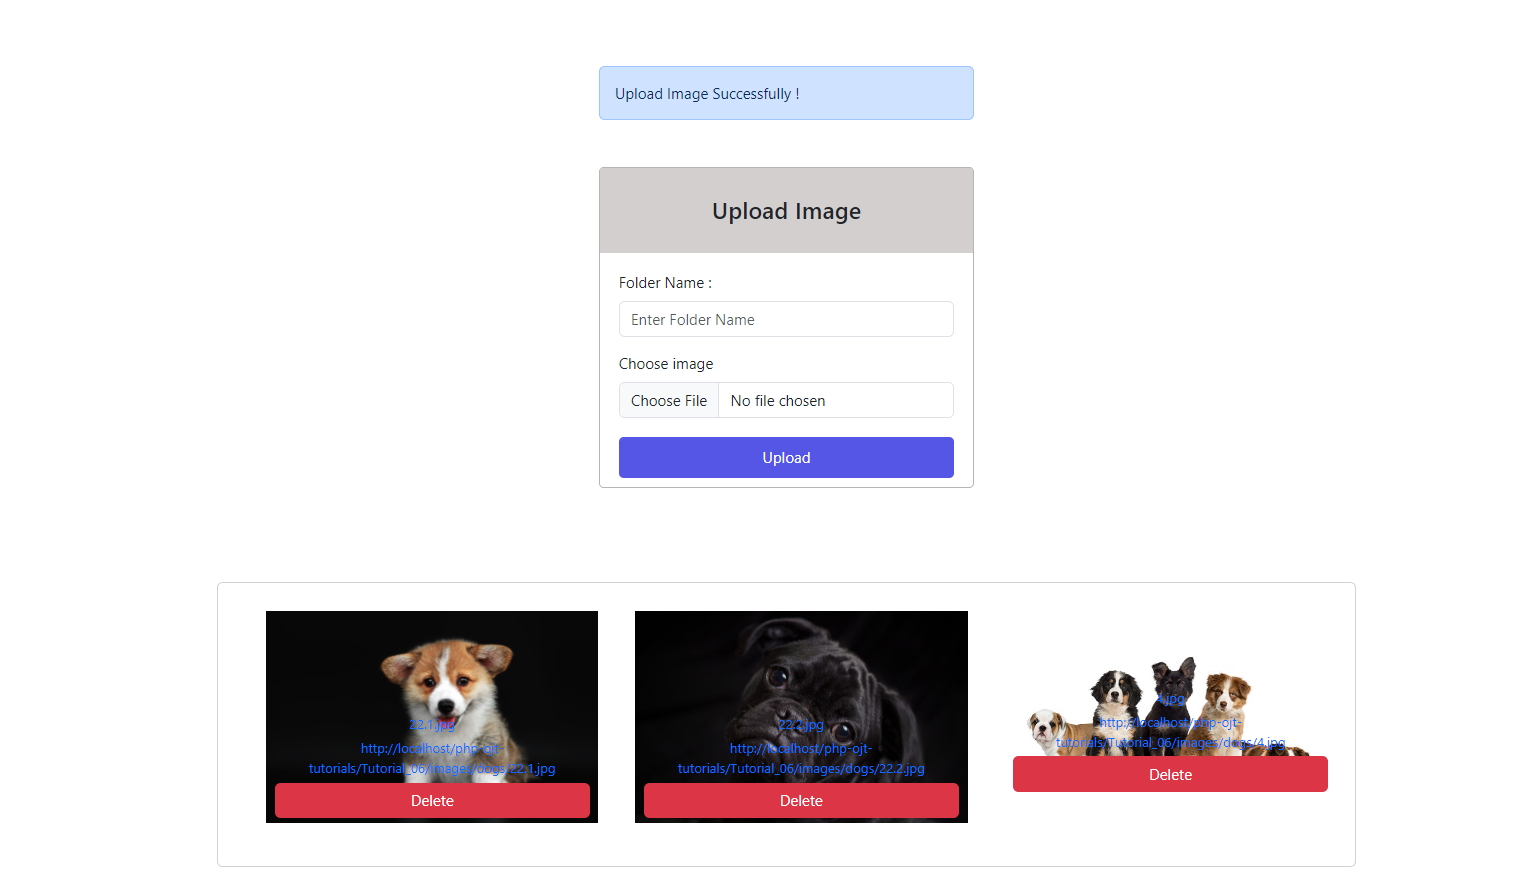 Upload Image Successfully !
Upload Image
Folder Name :
Enter Folder Name
Choose image
Choose File
No file chosen
Upload
22.1.jpg
http://localhost/php-ojt-
tutorials/Tutorial_06/images/dogs/22.1.jpg
Delete
22.2.jpg
http://localhost/php-ojt-
tutorials/Tutorial_06/images/dogs/22.2.jpg
Delete
4.jpg
http://localhost/php-ojt-
tutorials/Tutorial_06/images/dogs/4.jpg
Delete